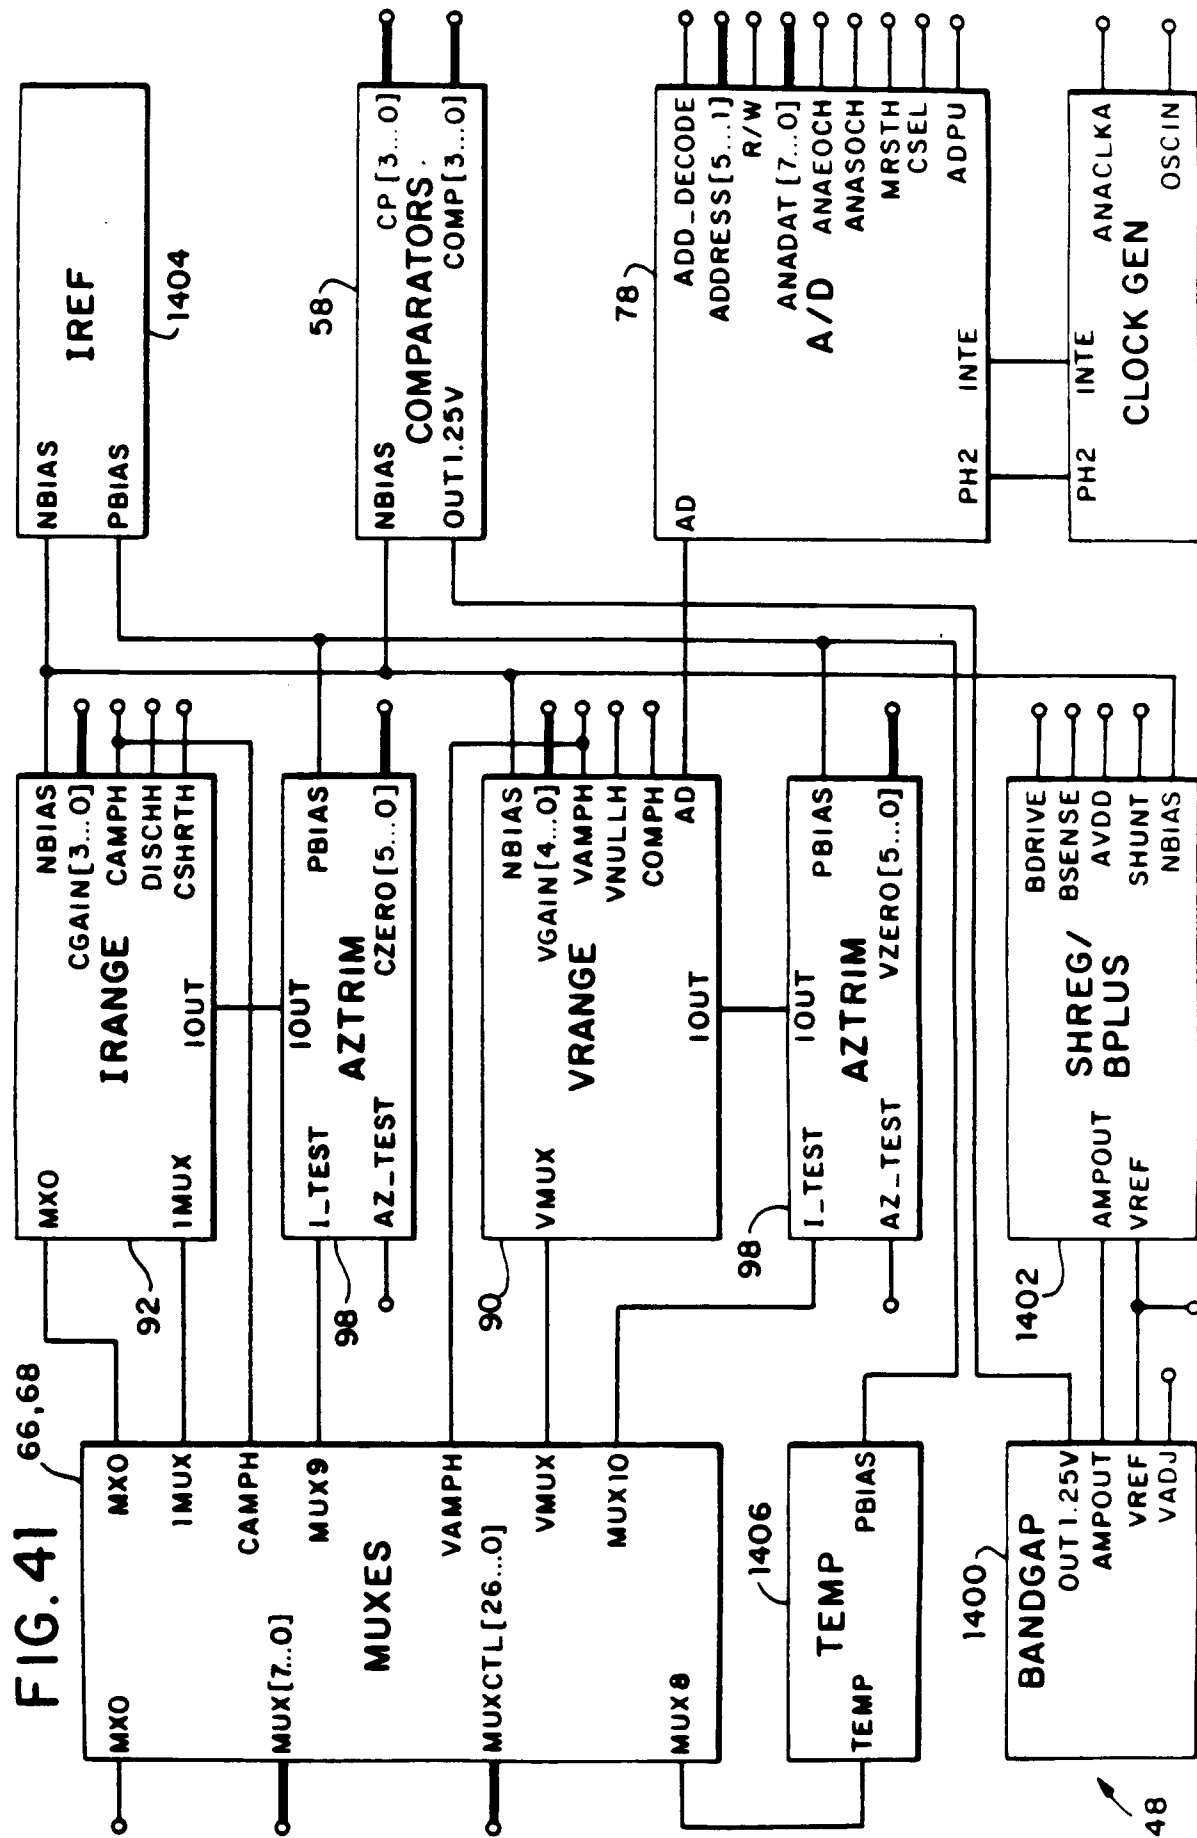 FIG. 41
66,68
MX0
MUX[7...0]
MUXCTL[26...0]
MUX8
MUXES
MX0
IMUX
CAMPH
MUX9
VAMPH
VMUX
MUX10
MX0
IMUX
IRANGE
IOUT
NBIAS
CGAIN[3...0]
CAMPH
DISCHH
CSHRTH
92
I_TEST
AZ_TEST
IOUT
AZTRIM
PBIAS
CZERO[5...0]
98
VMUX
VRANGE
IOUT
NBIAS
VGAIN[4...0]
VAMPH
VNULLH
COMPH
AD
90
I_TEST
AZ_TEST
IOUT
AZTRIM
PBIAS
VZERO[5...0]
98
NBIAS
PBIAS
IREF
1404
NBIAS
OUT1.25V
COMPARATORS
CP[3...0]
COMP[3...0]
58
AD
A/D
ADD_DECODE
ADDRESS[5...1]
R/W
ANADAT[7...0]
ANAEOCH
ANASOCH
MRSTH
CSEL
ADPU
PH2
INTE
78
PH2
INTE
CLOCK GEN
ANACLKA
OSCIN
TEMP
TEMP
PBIAS
1406
BANDGAP
OUT1.25V
AMPOUT
VREF
VADJ
1400
AMPOUT
VREF
SHREG/
BPLUS
BDRIVE
BSENSE
AVDD
SHUNT
NBIAS
1402
48